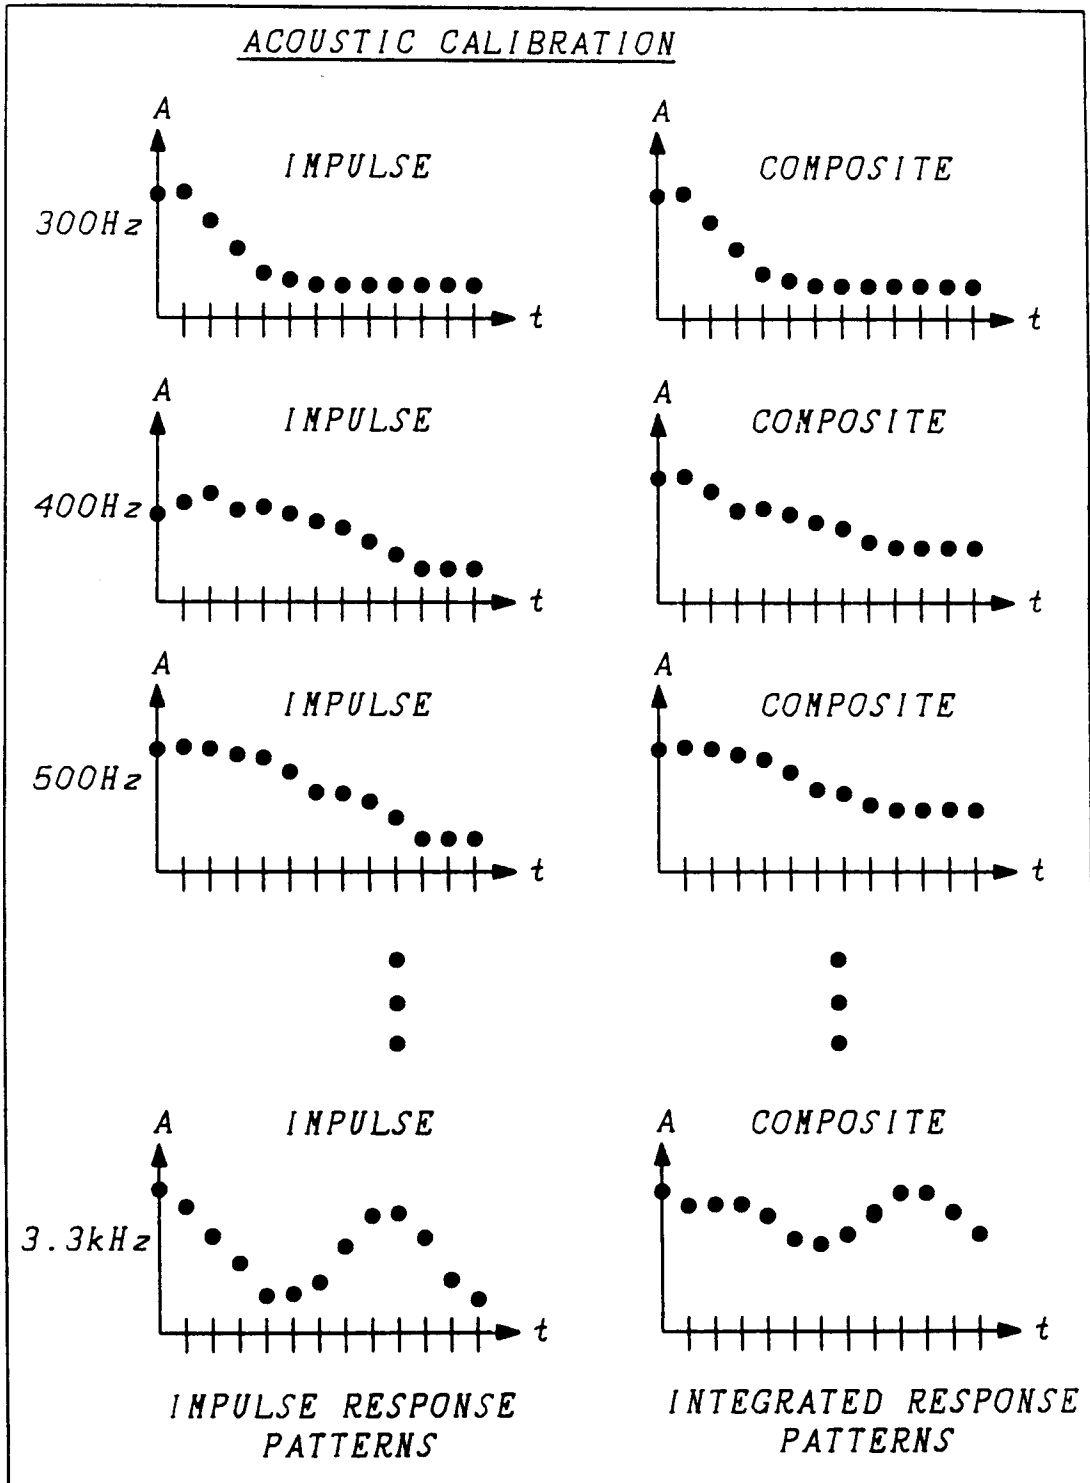 ACOUSTIC CALIBRATION
A
IMPULSE
300Hz
t
A
COMPOSITE
t
A
IMPULSE
400Hz
t
A
COMPOSITE
t
A
IMPULSE
500Hz
t
A
COMPOSITE
t
A
IMPULSE
3.3kHz
t
A
COMPOSITE
t
IMPULSE RESPONSE
PATTERNS
INTEGRATED RESPONSE
PATTERNS